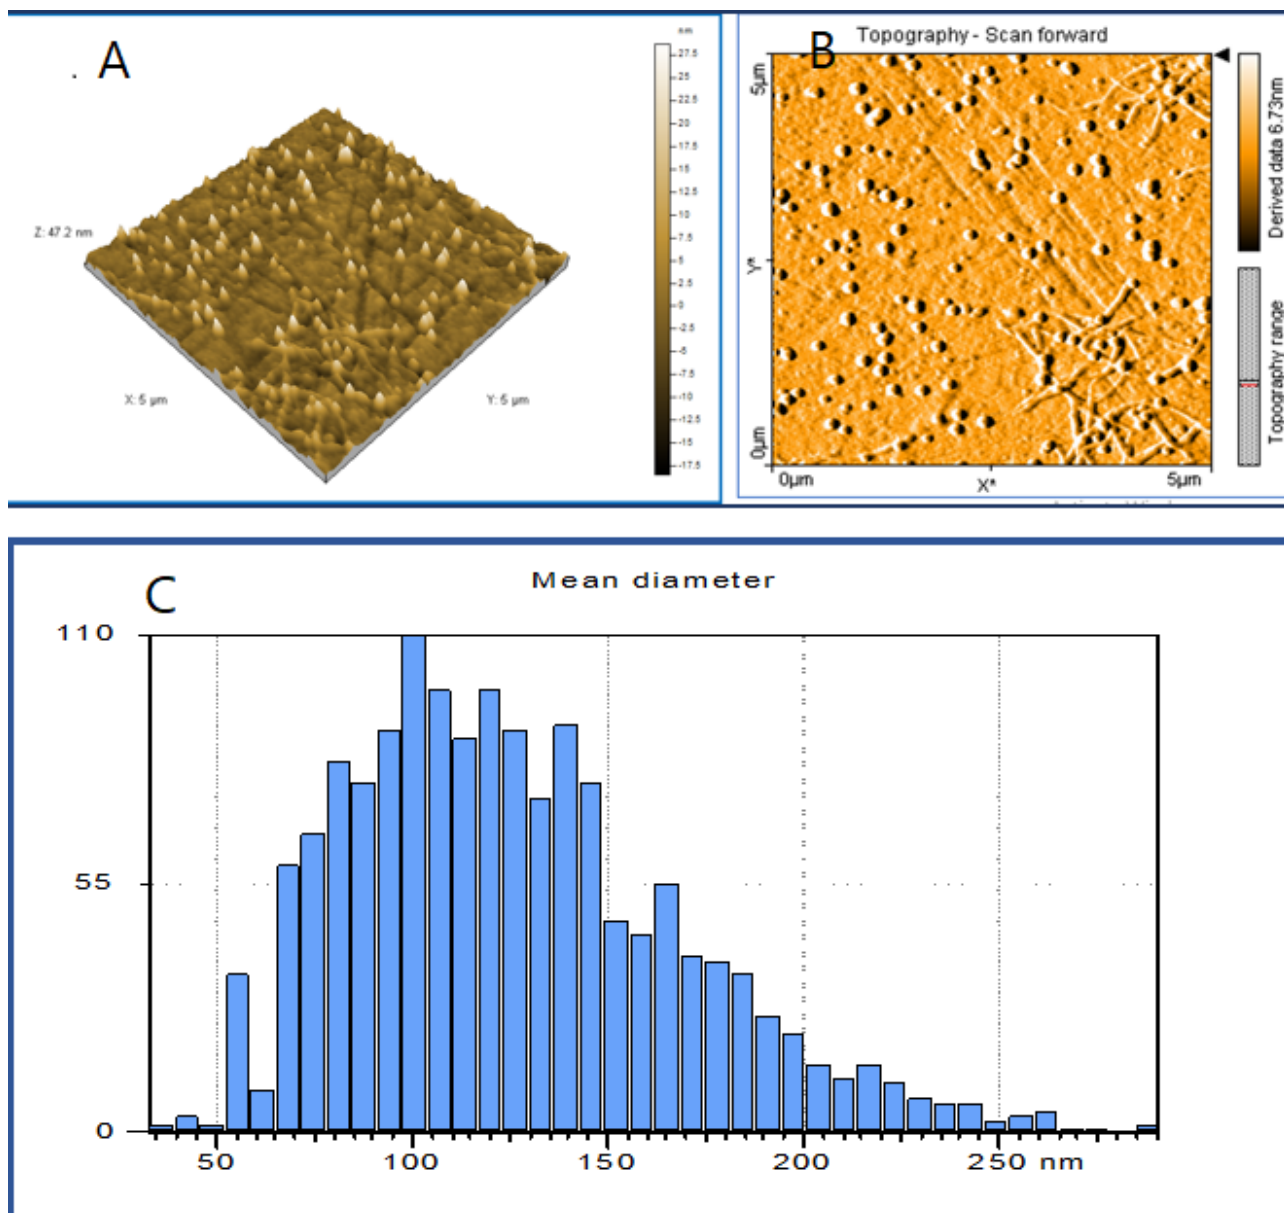 A
nm
27.5
25
22.5
20
17.5
15
12.5
10
7.5
5
2.5
0
-2.5
-5
-7.5
-10
-12.5
-15
-17.5
Z: 47.2 nm
X: 5 µm
Y: 5 µm
B
Topography - Scan forward
5µm
Y*
0µm
0µm
X*
5µm
Derived data 6.73nm
Topography range
C
Mean diameter
110
55
0
50
100
150
200
250 nm